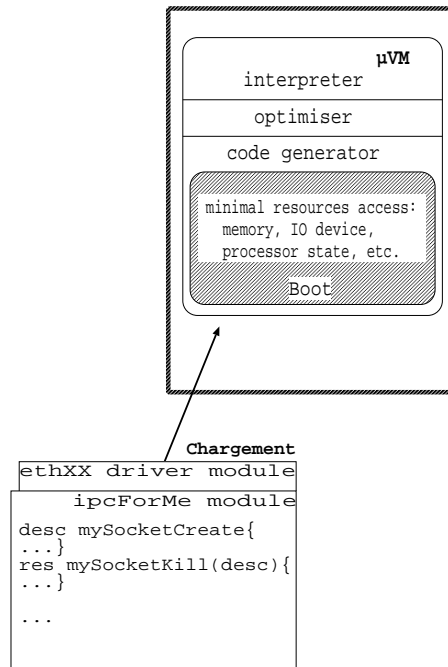 µVM
interpreter
optimiser
code generator
minimal resources access:
memory, IO device,
processor state, etc.
Boot
Chargement
ethXX driver module
ipcForMe module
desc mySocketCreate{
...}
res mySocketKill(desc){
...}
...